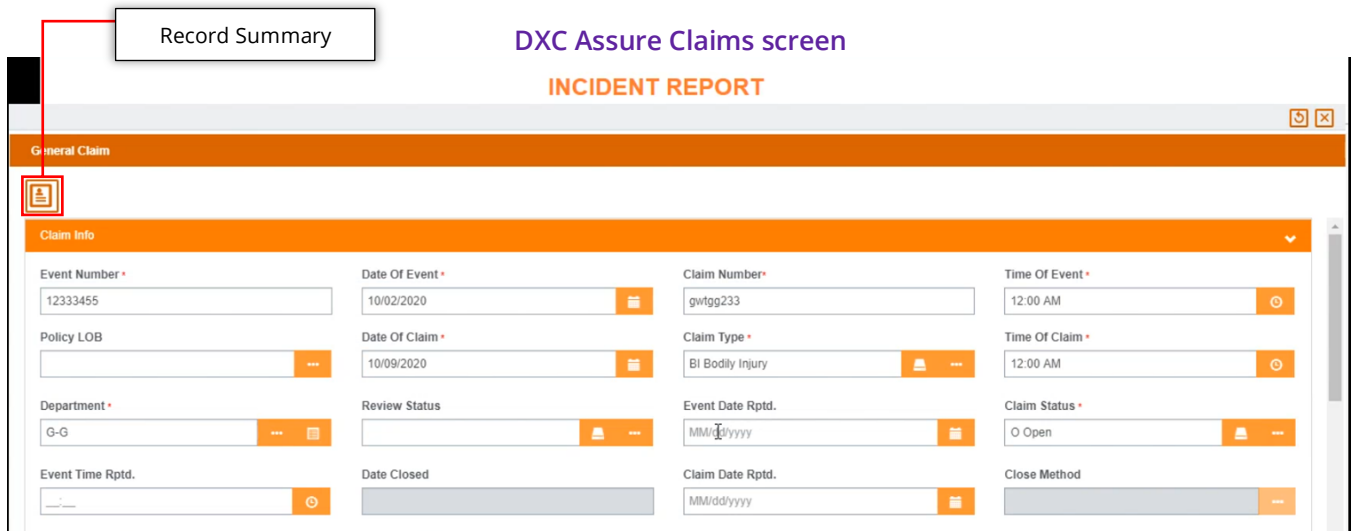 Record Summary
DXC Assure Claims screen
INCIDENT REPORT
General Claim
Claim Info
Event Number •
Date Of Event •
Claim Number•
Time Of Event •
12333455
10/02/2020
gwtgg233
12:00 AM
Policy LOB
Date Of Claim •
Claim Type •
Time Of Claim •
10/09/2020
BI Bodily Injury
12:00 AM
Department •
Review Status
Event Date Rptd.
Claim Status •
G-G
MM/dd/yyyy
O Open
Event Time Rptd.
Date Closed
Claim Date Rptd.
Close Method
__:__
MM/dd/yyyy